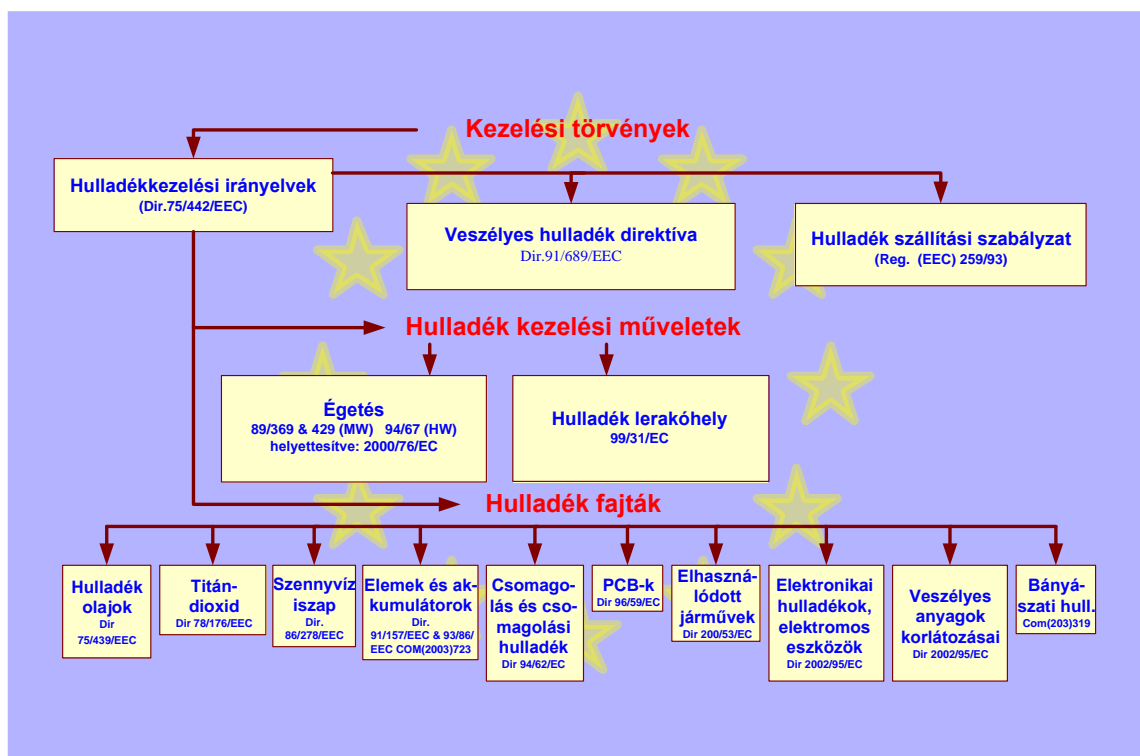 Kezelési törvények
Hulladékkezelési irányelvek
(Dir.75/442/EEC)
Veszélyes hulladék direktíva
Dir.91/689/EEC
Hulladék szállítási szabályzat
(Reg. (EEC) 259/93)
Hulladék kezelési műveletek
Égetés
89/369 & 429 (MW) 94/67 (HW)
helyettesítve: 2000/76/EC
Hulladék lerakóhely
99/31/EC
Hulladék fajták
Hulladék
olajok
Dir
75/439/EEC
Titán-
dioxid
Dir 78/176/EEC
Szennyvíz
iszap
Dir.
86/278/EEC
Elemek és ak-
kumulátorok
Dir.
91/157/EEC & 93/86/
EEC COM(2003)723
Csomago-
lás és cso-
magolási
hulladék
Dir 94/62/EC
PCB-k
Dir 96/59/EC
Elhaszná-
lódott
járművek
Dir 200/53/EC
Elektronikai
hulladékok,
elektromos
eszközök
Dir 2002/95/EC
Veszélyes
anyagok
korlátozásai
Dir 2002/95/EC
Bányá-
szati hull.
Com(203)319